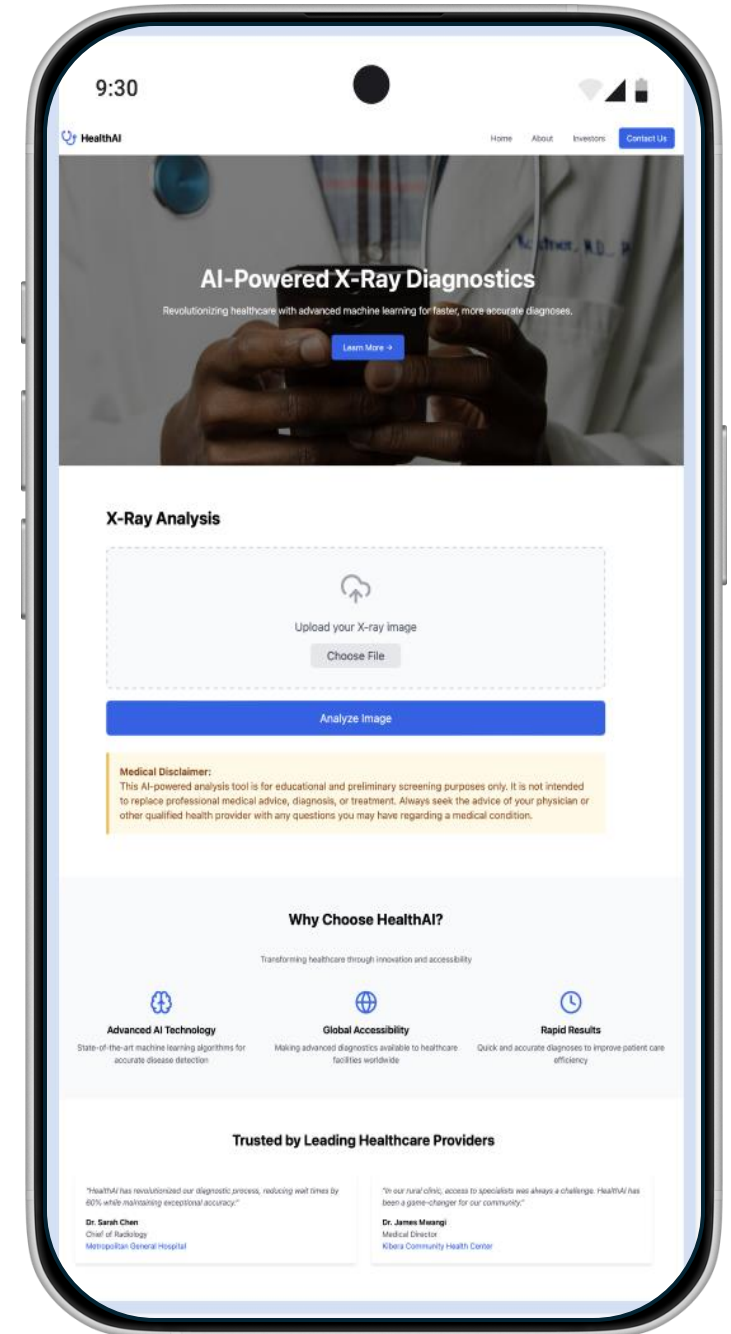 9:30
HealthAI
Home About Investors Contact Us
AI-Powered X-Ray Diagnostics
Revolutionizing healthcare with advanced machine learning for faster, more accurate diagnoses.
Learn More →
X-Ray Analysis
Upload your X-ray image
Choose File
Analyze Image
Medical Disclaimer:
This AI-powered analysis tool is for educational and preliminary screening purposes only. It is not intended
to replace professional medical advice, diagnosis, or treatment. Always seek the advice of your physician or
other qualified health provider with any questions you may have regarding a medical condition.
Why Choose HealthAI?
Transforming healthcare through innovation and accessibility
Advanced AI Technology
State-of-the-art machine learning algorithms for
accurate disease detection
Global Accessibility
Making advanced diagnostics available to healthcare
facilities worldwide
Rapid Results
Quick and accurate diagnoses to improve patient care
efficiency
Trusted by Leading Healthcare Providers
"HealthAI has revolutionized our diagnostic process, reducing wait times by
60% while maintaining exceptional accuracy."
Dr. Sarah Chen
Chief of Radiology
Metropolitan General Hospital
"In our rural clinic, access to specialists was always a challenge. HealthAI has
been a game-changer for our community."
Dr. James Mwangi
Medical Director
Kibera Community Health Center